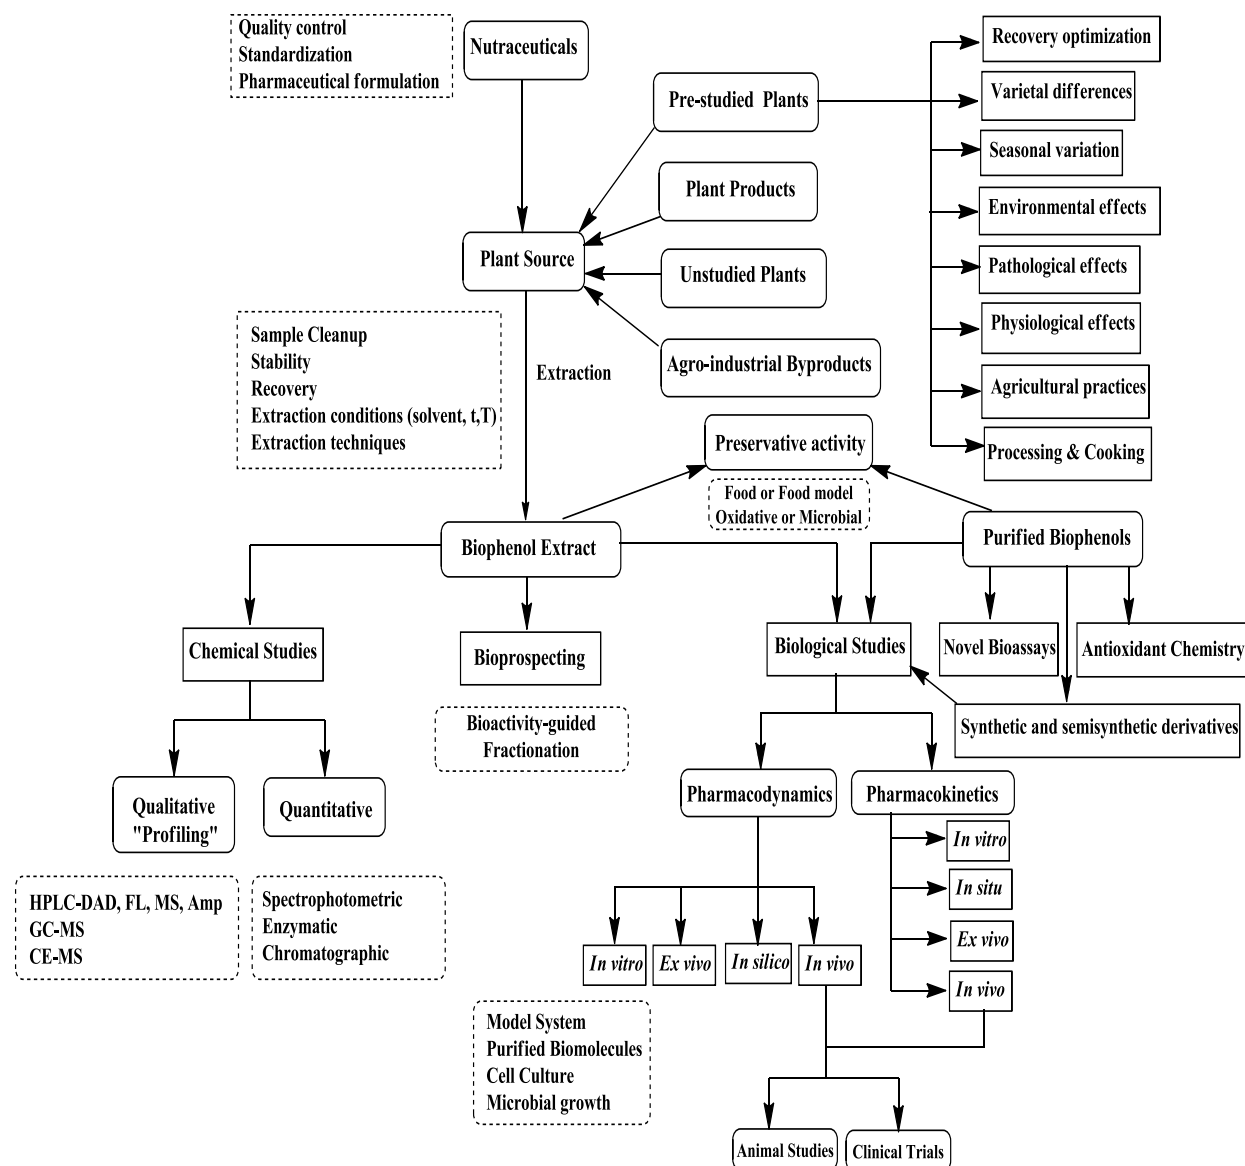 Quality control
Standardization
Pharmaceutical formulation
Nutraceuticals
Pre-studied Plants
Recovery optimization
Varietal differences
Seasonal variation
Environmental effects
Pathological effects
Physiological effects
Agricultural practices
Processing & Cooking
Plant Products
Plant Source
Unstudied Plants
Agro-industrial Byproducts
Sample Cleanup
Stability
Recovery
Extraction conditions (solvent, t,T)
Extraction techniques
Extraction
Preservative activity
Food or Food model
Oxidative or Microbial
Biophenol Extract
Purified Biophenols
Chemical Studies
Bioprospecting
Biological Studies
Novel Bioassays
Antioxidant Chemistry
Bioactivity-guided
Fractionation
Synthetic and semisynthetic derivatives
Qualitative
"Profiling"
Quantitative
Pharmacodynamics
Pharmacokinetics
HPLC-DAD, FL, MS, Amp
GC-MS
CE-MS
Spectrophotometric
Enzymatic
Chromatographic
In vitro
Ex vivo
In silico
In vivo
In vitro
In situ
Ex vivo
In vivo
Model System
Purified Biomolecules
Cell Culture
Microbial growth
Animal Studies
Clinical Trials